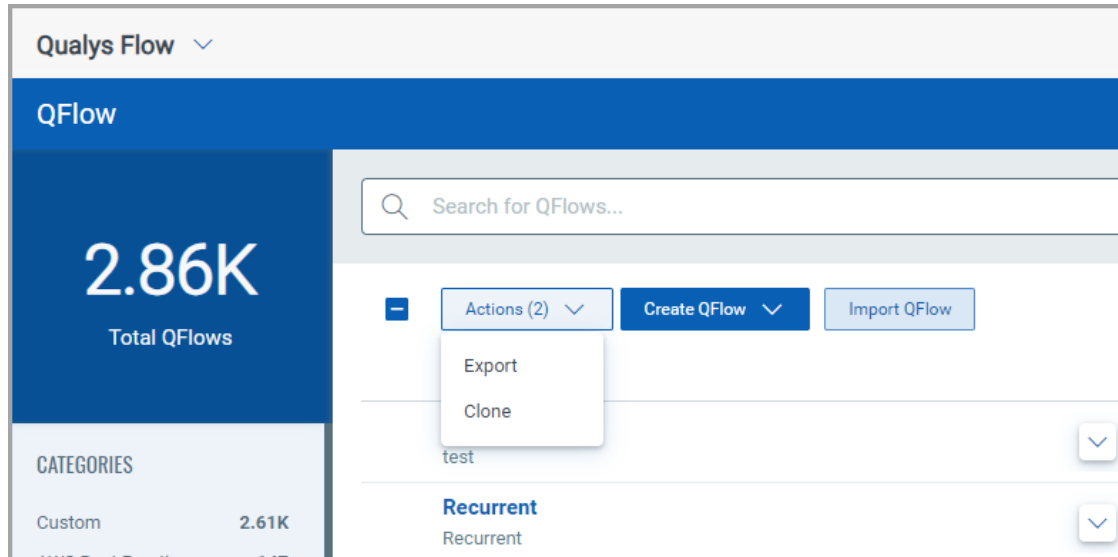 Qualys Flow
QFlow
2.86K
Total QFlows
Search for QFlows...
Actions (2)
Create QFlow
Import QFlow
Export
Clone
test
Recurrent
Recurrent
CATEGORIES
Custom 2.61K